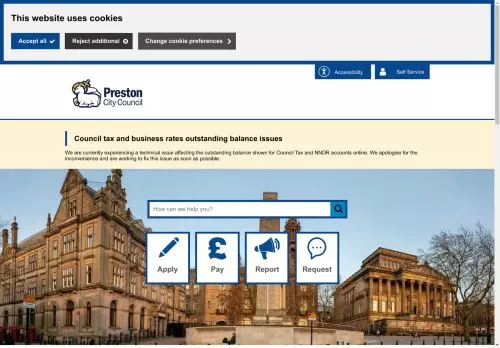 This website uses cookies
Accept all
Reject additional
Change cookie preferences
Accessibility
Self Service
Preston
City Council
Council tax and business rates outstanding balance issues
We are currently experiencing a technical issue affecting the outstanding balance shown for Council Tax and NNDR accounts online. We apologise for the
inconvenience and are working to fix this issue as soon as possible.
How can we help you?
Apply
Pay
Report
Request